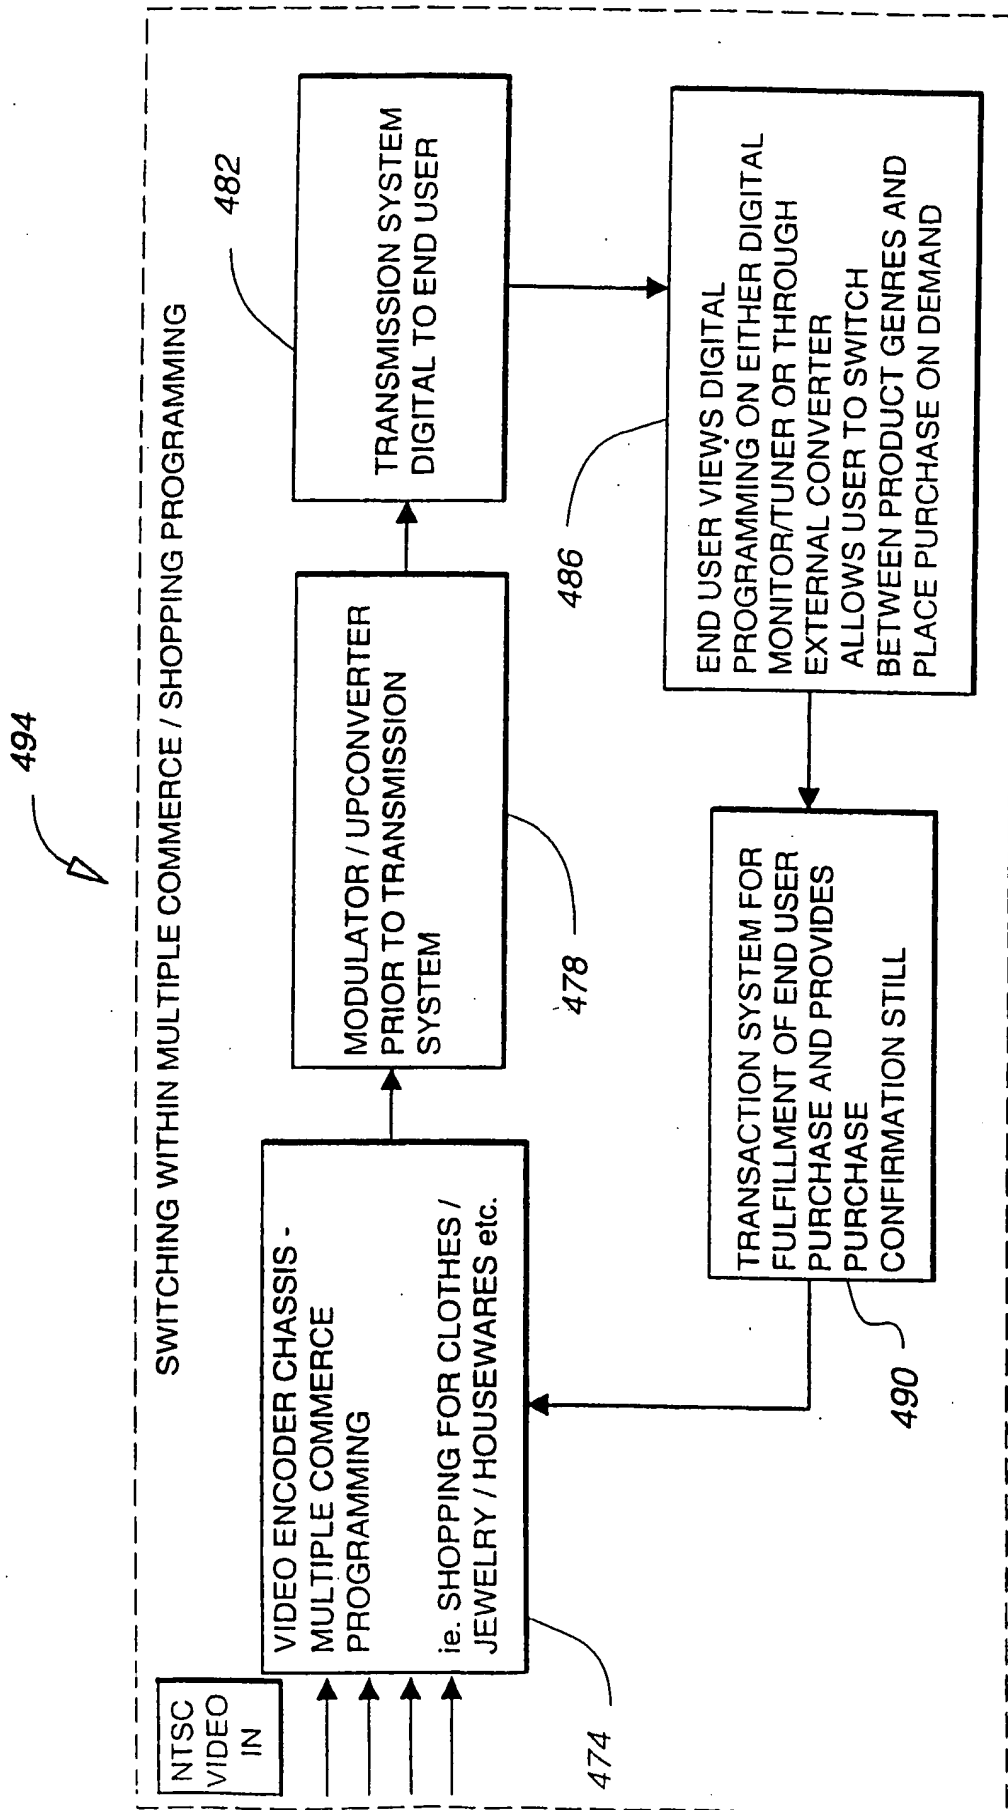 494
SWITCHING WITHIN MULTIPLE COMMERCE / SHOPPING PROGRAMMING
NTSC
VIDEO
IN
VIDEO ENCODER CHASSIS -
MULTIPLE COMMERCE
PROGRAMMING
ie. SHOPPING FOR CLOTHES /
JEWELRY / HOUSEWARES etc.
474
MODULATOR / UPCONVERTER
PRIOR TO TRANSMISSION
SYSTEM
478
TRANSMISSION SYSTEM
DIGITAL TO END USER
482
END USER VIEWS DIGITAL
PROGRAMMING ON EITHER DIGITAL
MONITOR/TUNER OR THROUGH
EXTERNAL CONVERTER
ALLOWS USER TO SWITCH
BETWEEN PRODUCT GENRES AND
PLACE PURCHASE ON DEMAND
486
TRANSACTION SYSTEM FOR
FULFILLMENT OF END USER
PURCHASE AND PROVIDES
PURCHASE
CONFIRMATION STILL
490